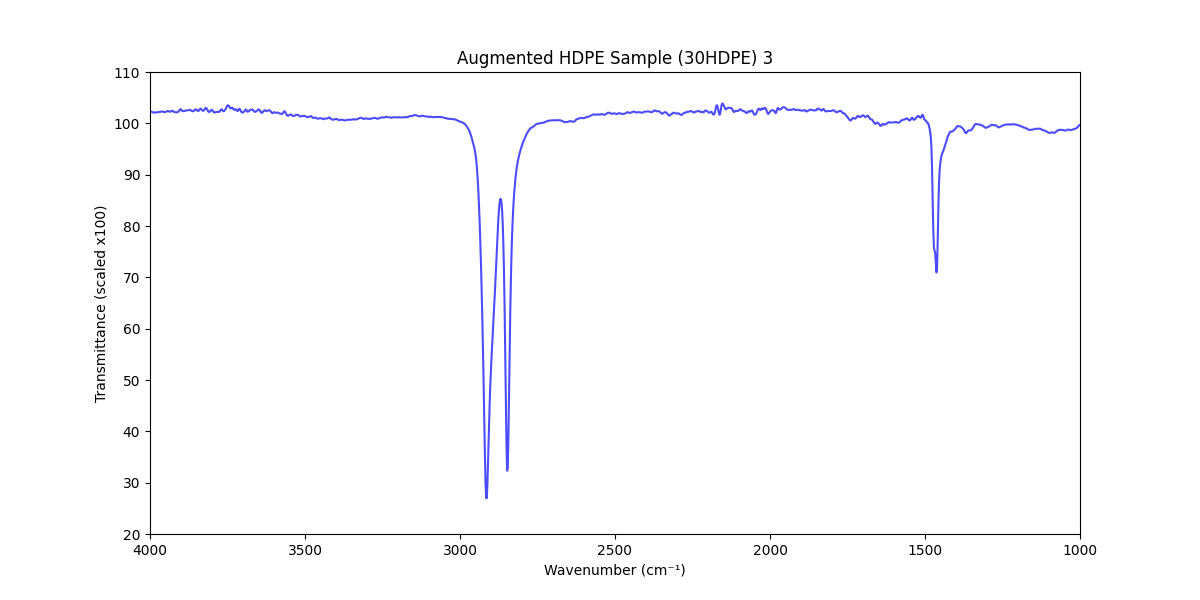 Augmented HDPE Sample (30HDPE) 3
Transmittance (scaled x100)
110
100
90
80
70
60
50
40
30
20
4000 3500 3000 2500 2000 1500 1000
Wavenumber (cm⁻¹)